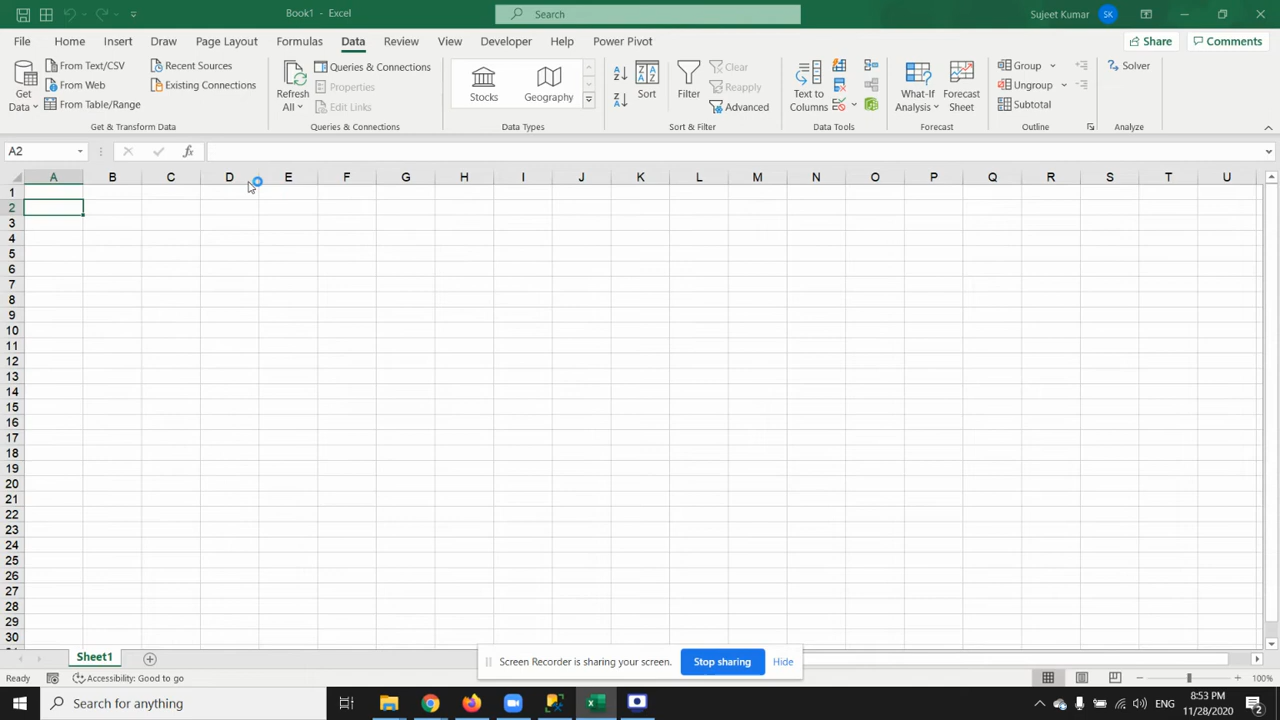 Book1 - Excel
Search
Sujeet Kumar
SK
File Home Insert Draw Page Layout Formulas Data Review View Developer Help Power Pivot
Share
Comments
Get Data
From Text/CSV
From Web
From Table/Range
Recent Sources
Existing Connections
Get & Transform Data
Refresh All
Queries & Connections
Properties
Edit Links
Queries & Connections
Stocks
Geography
Data Types
Sort
Filter
Clear
Reapply
Advanced
Sort & Filter
Text to Columns
Data Tools
What-If Analysis
Forecast Sheet
Forecast
Group
Ungroup
Subtotal
Outline
Solver
Analyze
A2
fx
A B C D E F G H I J K L M N O P Q R S T U
1
2
3
4
5
6
7
8
9
10
11
12
13
14
15
16
17
18
19
20
21
22
23
24
25
26
27
28
29
30
Screen Recorder is sharing your screen.
Stop sharing
Hide
Sheet1
Ready
Accessibility: Good to go
100%
Search for anything
ENG
8:53 PM
11/28/2020
2